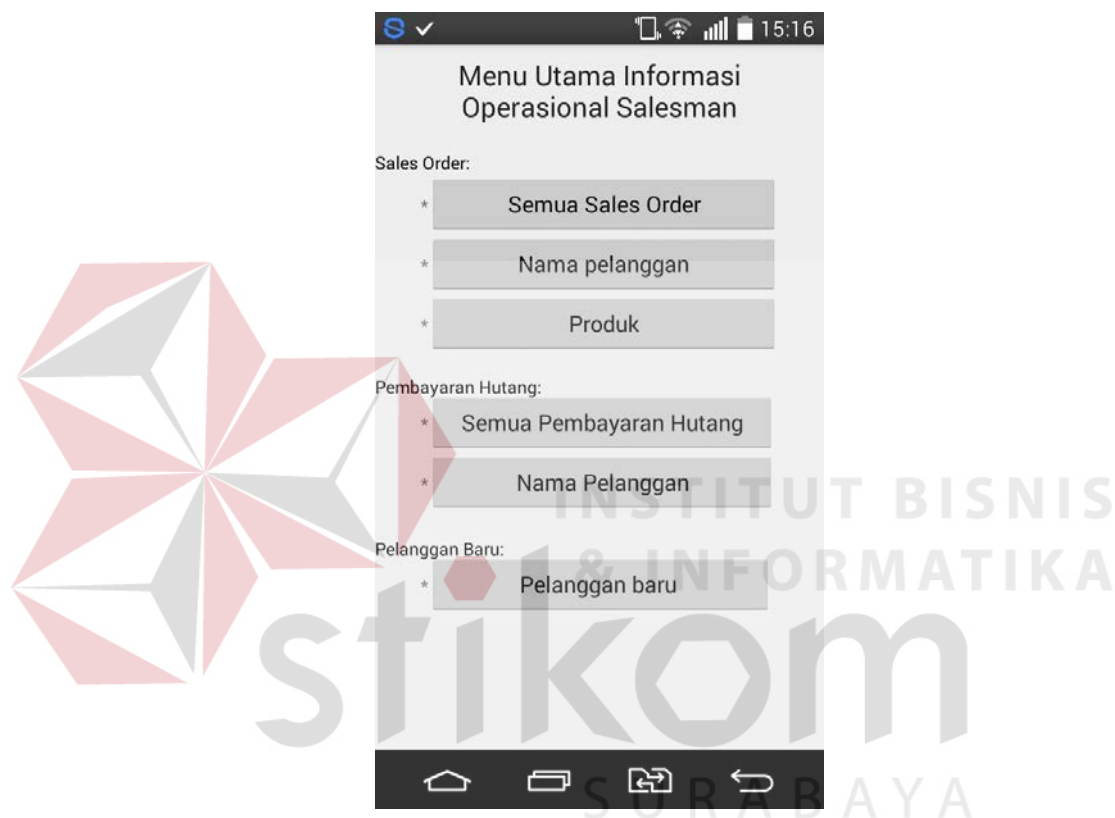 15:16
Menu Utama Informasi
Operasional Salesman
Sales Order:
* Semua Sales Order
* Nama pelanggan
* Produk
Pembayaran Hutang:
* Semua Pembayaran Hutang
* Nama Pelanggan
Pelanggan Baru:
* Pelanggan baru
INSTITUT BISNIS
& INFORMATIKA
stikom
SURABAYA